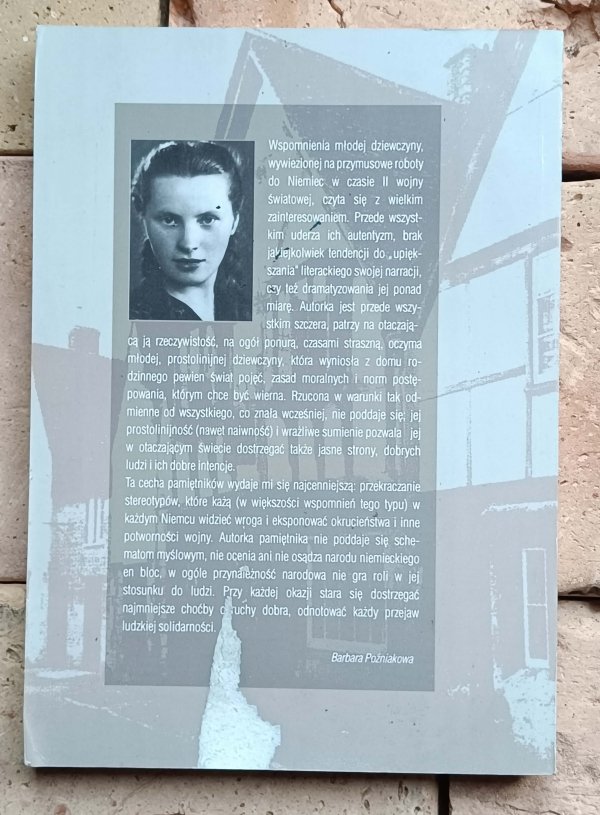 Wspomnienia młodej dziewczyny,
wywiezionej na przymusowe roboty
do Niemiec w czasie II wojny
światowej, czyta się z wielkim
zainteresowaniem. Przede wszyst-
kim uderza ich autentyzm, brak
jakiejkolwiek tendencji do „upięk-
szania" literackiego swojej narracji,
czy też dramatyzowania jej ponad
miarę. Autorka jest przede wszy-
stkim szczera, patrzy na otaczają-
cą ją rzeczywistość, na ogół ponurą, czasami straszną, oczyma
młodej, prostolinijnej dziewczyny, która wyniosła z domu ro-
dzinnego pewien świat pojęć, zasad moralnych i norm postę-
powania, którym chce być wierna. Rzucona w warunki tak od-
mienne od wszystkiego, co znała wcześniej, nie poddaje się; jej
prostolinijność (nawet naiwność) i wrażliwe sumienie pozwala jej
w otaczającym świecie dostrzegać także jasne strony, dobrych
ludzi i ich dobre intencje.
Ta cecha pamiętników wydaje mi się najcenniejszą: przekraczanie
stereotypów, które każą (w większości wspomnień tego typu) w
każdym Niemcu widzieć wroga i eksponować okrucieństwa i inne
potworności wojny. Autorka pamiętnika nie poddaje się sche-
matom myślowym, nie ocenia ani nie osądza narodu niemieckiego
en bloc, w ogóle przynależność narodowa nie gra roli w jej
stosunku do ludzi. Przy każdej okazji stara się dostrzegać
najmniejsze choćby odruchy dobra, odnotować każdy przejaw
ludzkiej solidarności.
Barbara Poźniakowa